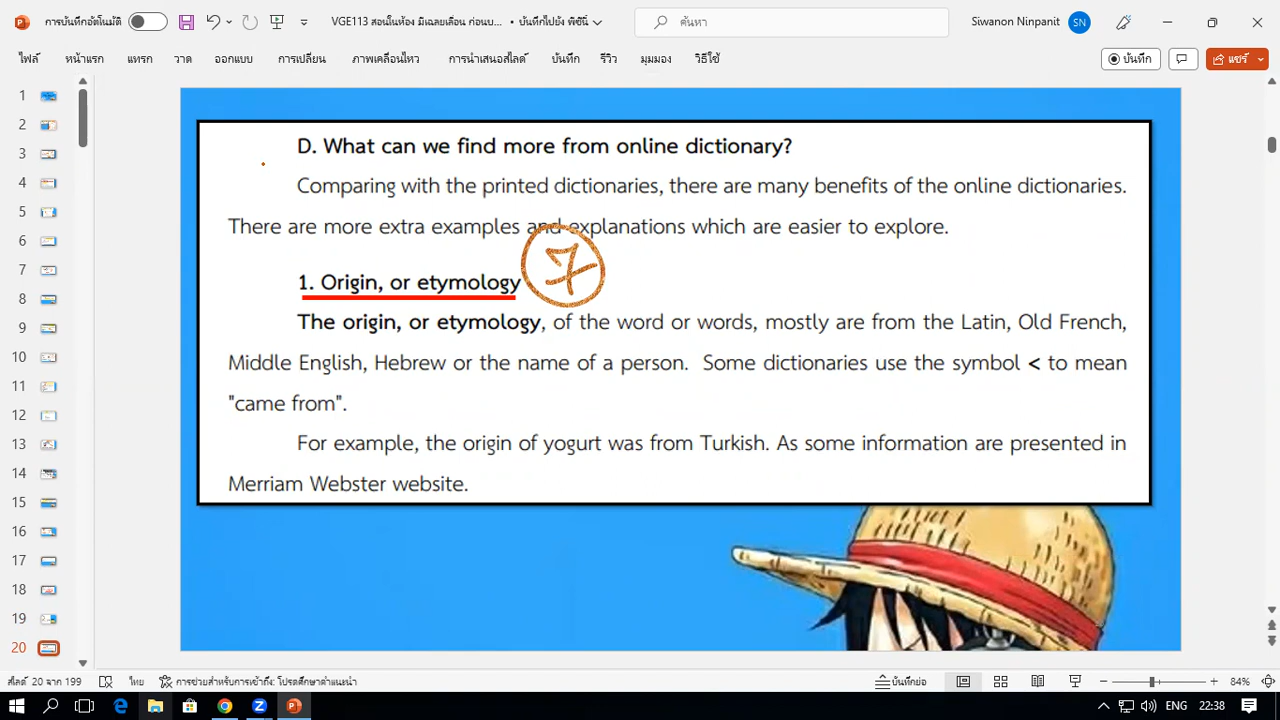 การบันทึกอัตโนมัติ
VGE113 สอนในห้อง มีเฉลยเลื่อน ก่อนบ... • บันทึกไปยัง พีซีนี้
ค้นหา
Siwanon Ninpanit
SN
ไฟล์ หน้าแรก แทรก วาด ออกแบบ การเปลี่ยน ภาพเคลื่อนไหว การนำเสนอสไลด์ บันทึก รีวิว มุมมอง วิธีใช้
บันทึก
แชร์
1
2
3
4
5
6
7
8
9
10
11
12
13
14
15
16
17
18
19
20
D. What can we find more from online dictionary?
Comparing with the printed dictionaries, there are many benefits of the online dictionaries.
There are more extra examples and explanations which are easier to explore.
1. Origin, or etymology
7
The origin, or etymology, of the word or words, mostly are from the Latin, Old French,
Middle English, Hebrew or the name of a person. Some dictionaries use the symbol < to mean
"came from".
For example, the origin of yogurt was from Turkish. As some information are presented in
Merriam Webster website.
สไลด์ 20 จาก 199
ไทย
การช่วยสำหรับการเข้าถึง: โปรดศึกษาคำแนะนำ
บันทึกย่อ
84%
ENG
22:38